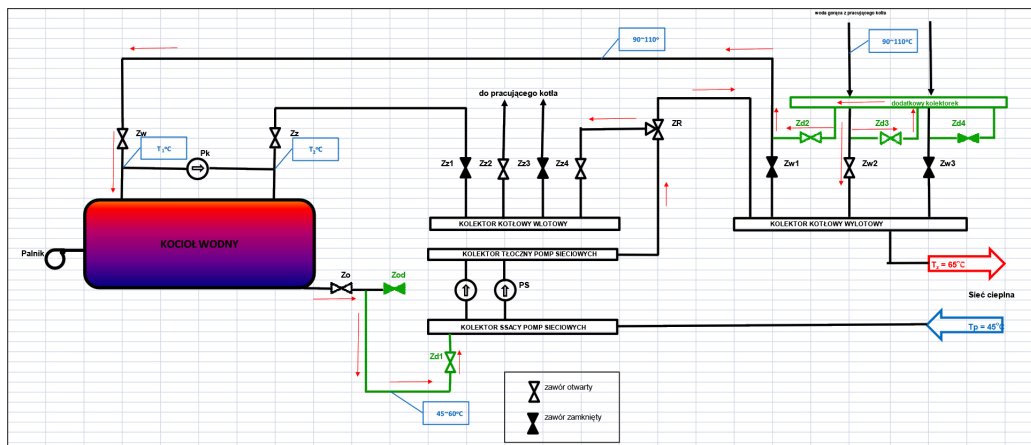 woda gorąca z pracującego kotła
90~110°
90~110°C
do pracującego kotła
dodatkowy kolektorek
Zw
Zz
ZR
Zd2
Zd3
Zd4
T₁°C
Pk
T₂°C
Zz1
Zz2
Zz3
Zz4
Zw1
Zw2
Zw3
KOLEKTOR KOTŁOWY WLOTOWY
KOLEKTOR KOTŁOWY WYLOTOWY
KOCIOŁ WODNY
Palnik
KOLEKTOR TŁOCZNY POMP SIECIOWYCH
Tz = 65°C
Zo
Zod
PS
Sieć cieplna
KOLEKTOR SSACY POMP SIECIOWYCH
Tp = 45°C
Zd1
zawór otwarty
45~60°C
zawór zamknięty